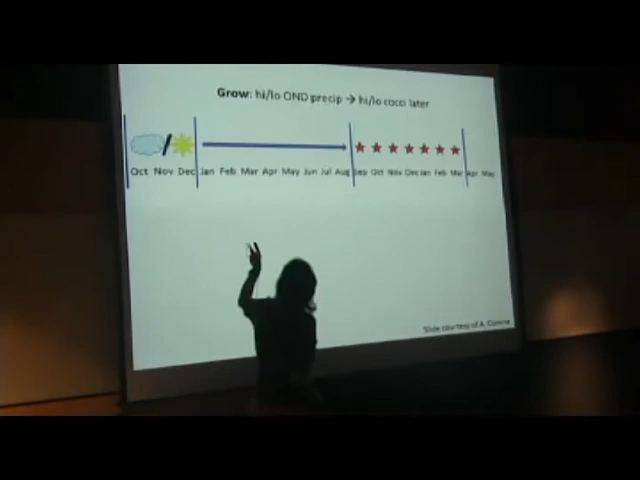 Grow: hi/lo OND precip → hi/lo cocci later
Oct Nov Dec Jan Feb Mar Apr May Jun Jul Aug Sep Oct Nov Dec Jan Feb Mar Apr May
Slide courtesy of A. Comrie